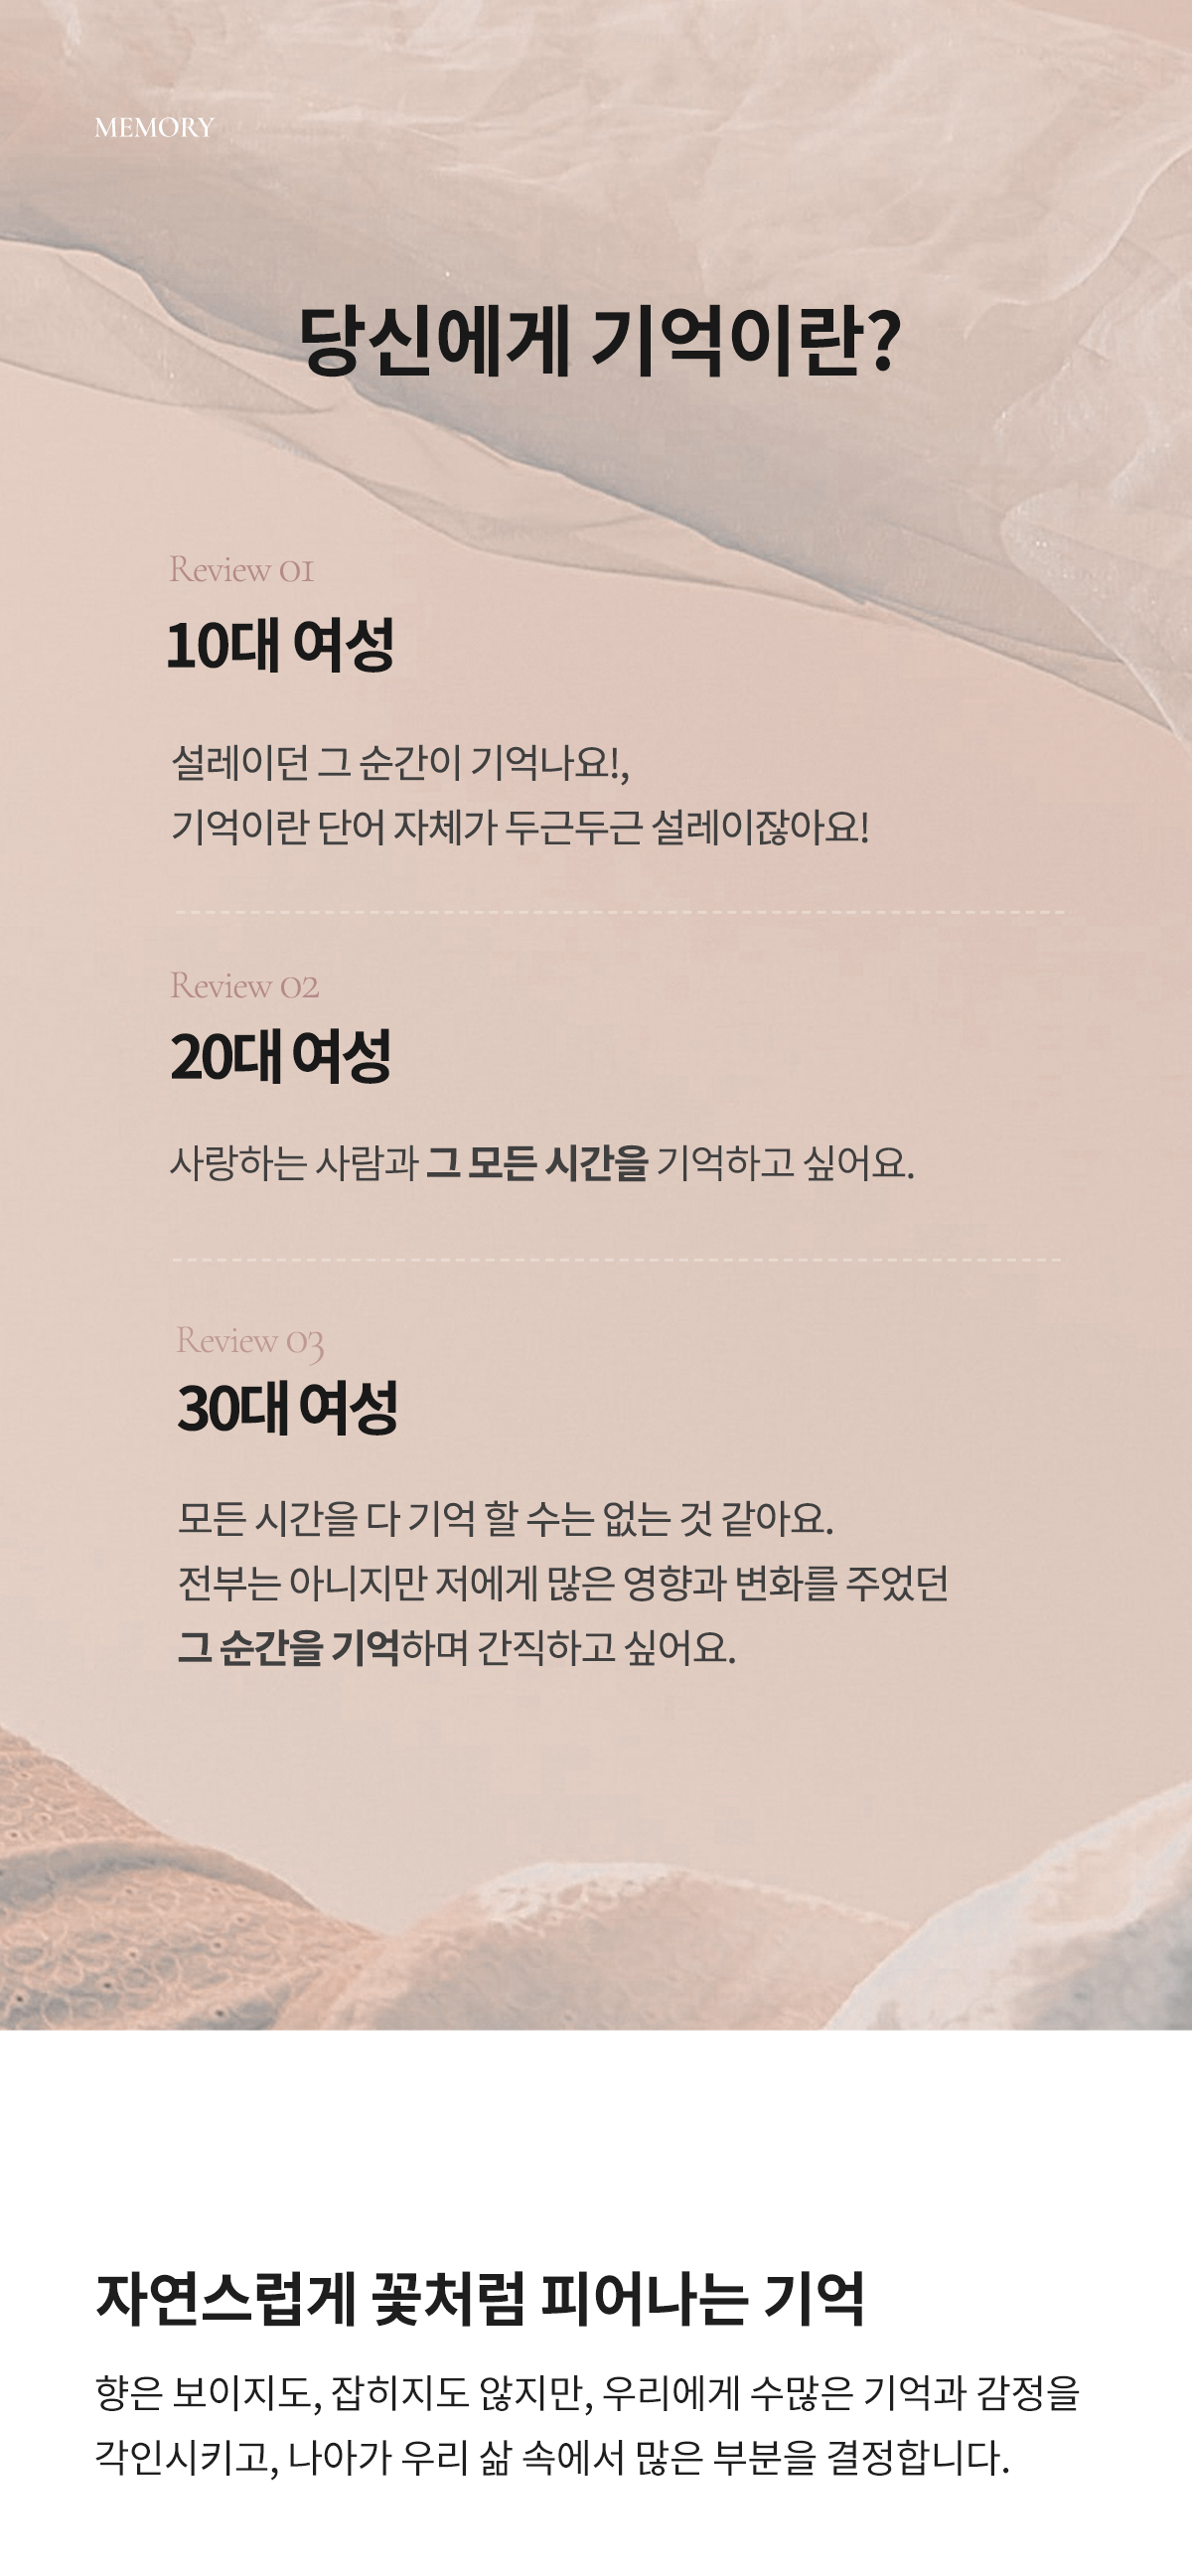 MEMORY
당신에게 기억이란?
Review 01
10대 여성
설레이던 그 순간이 기억나요!,
기억이란 단어 자체가 두근두근 설레이잖아요!
Review 02
20대 여성
사랑하는 사람과 그 모든 시간을 기억하고 싶어요.
Review 03
30대 여성
모든 시간을 다 기억 할 수는 없는 것 같아요.
전부는 아니지만 저에게 많은 영향과 변화를 주었던
그 순간을 기억하며 간직하고 싶어요.
자연스럽게 꽃처럼 피어나는 기억
향은 보이지도, 잡히지도 않지만, 우리에게 수많은 기억과 감정을
각인시키고, 나아가 우리 삶 속에서 많은 부분을 결정합니다.